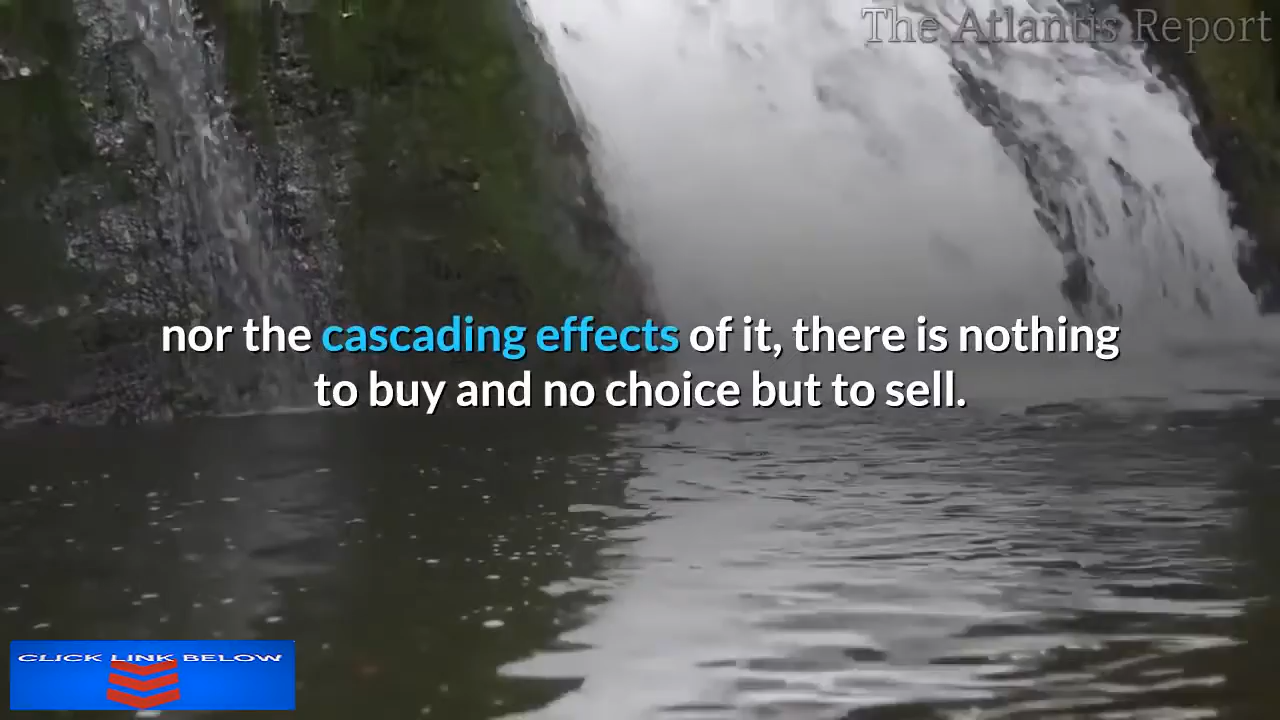 The Atlantis Report
nor the cascading effects of it, there is nothing
to buy and no choice but to sell.
CLICK LINK BELOW